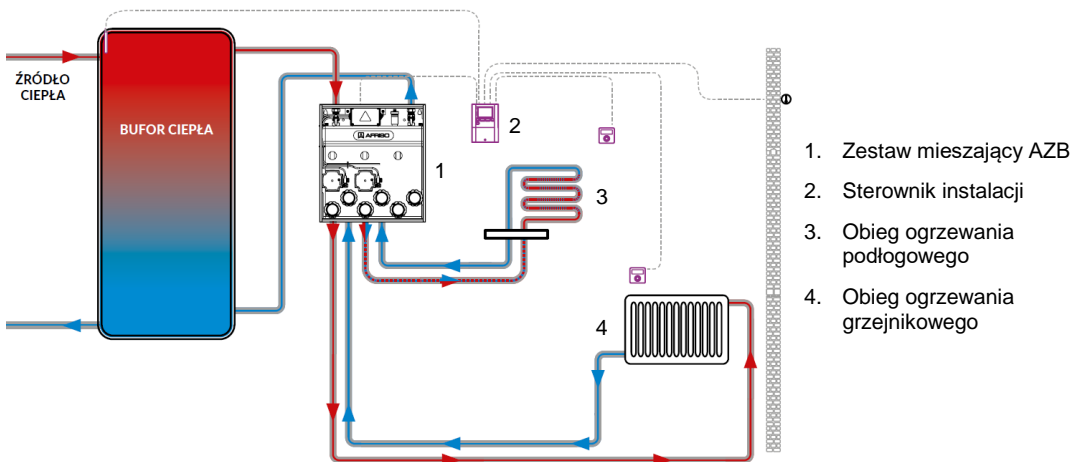 ŹRÓDŁO
CIEPŁA
BUFOR CIEPŁA
AFRISO
1
2
3
4
1. Zestaw mieszający AZB
2. Sterownik instalacji
3. Obieg ogrzewania
podłogowego
4. Obieg ogrzewania
grzejnikowego